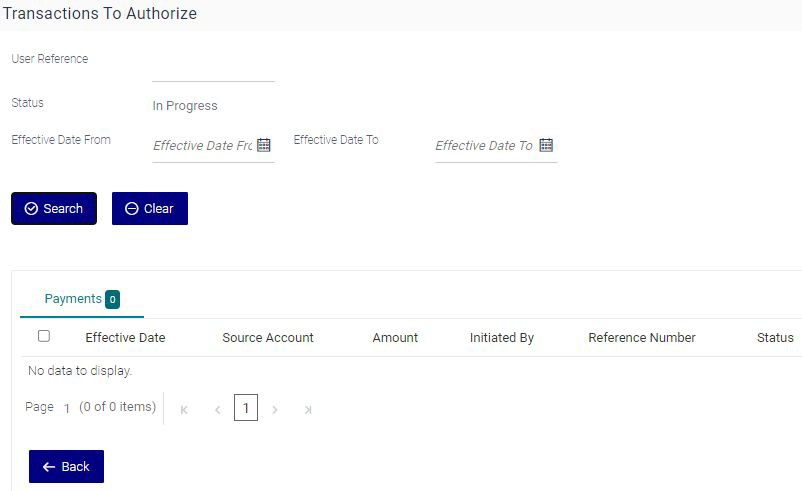 Transactions To Authorize
User Reference
Status In Progress
Effective Date From Effective Date Fro Effective Date To Effective Date To
Search Clear
Payments 0
Effective Date Source Account Amount Initiated By Reference Number Status
No data to display.
Page 1 (0 of 0 items) 1
Back